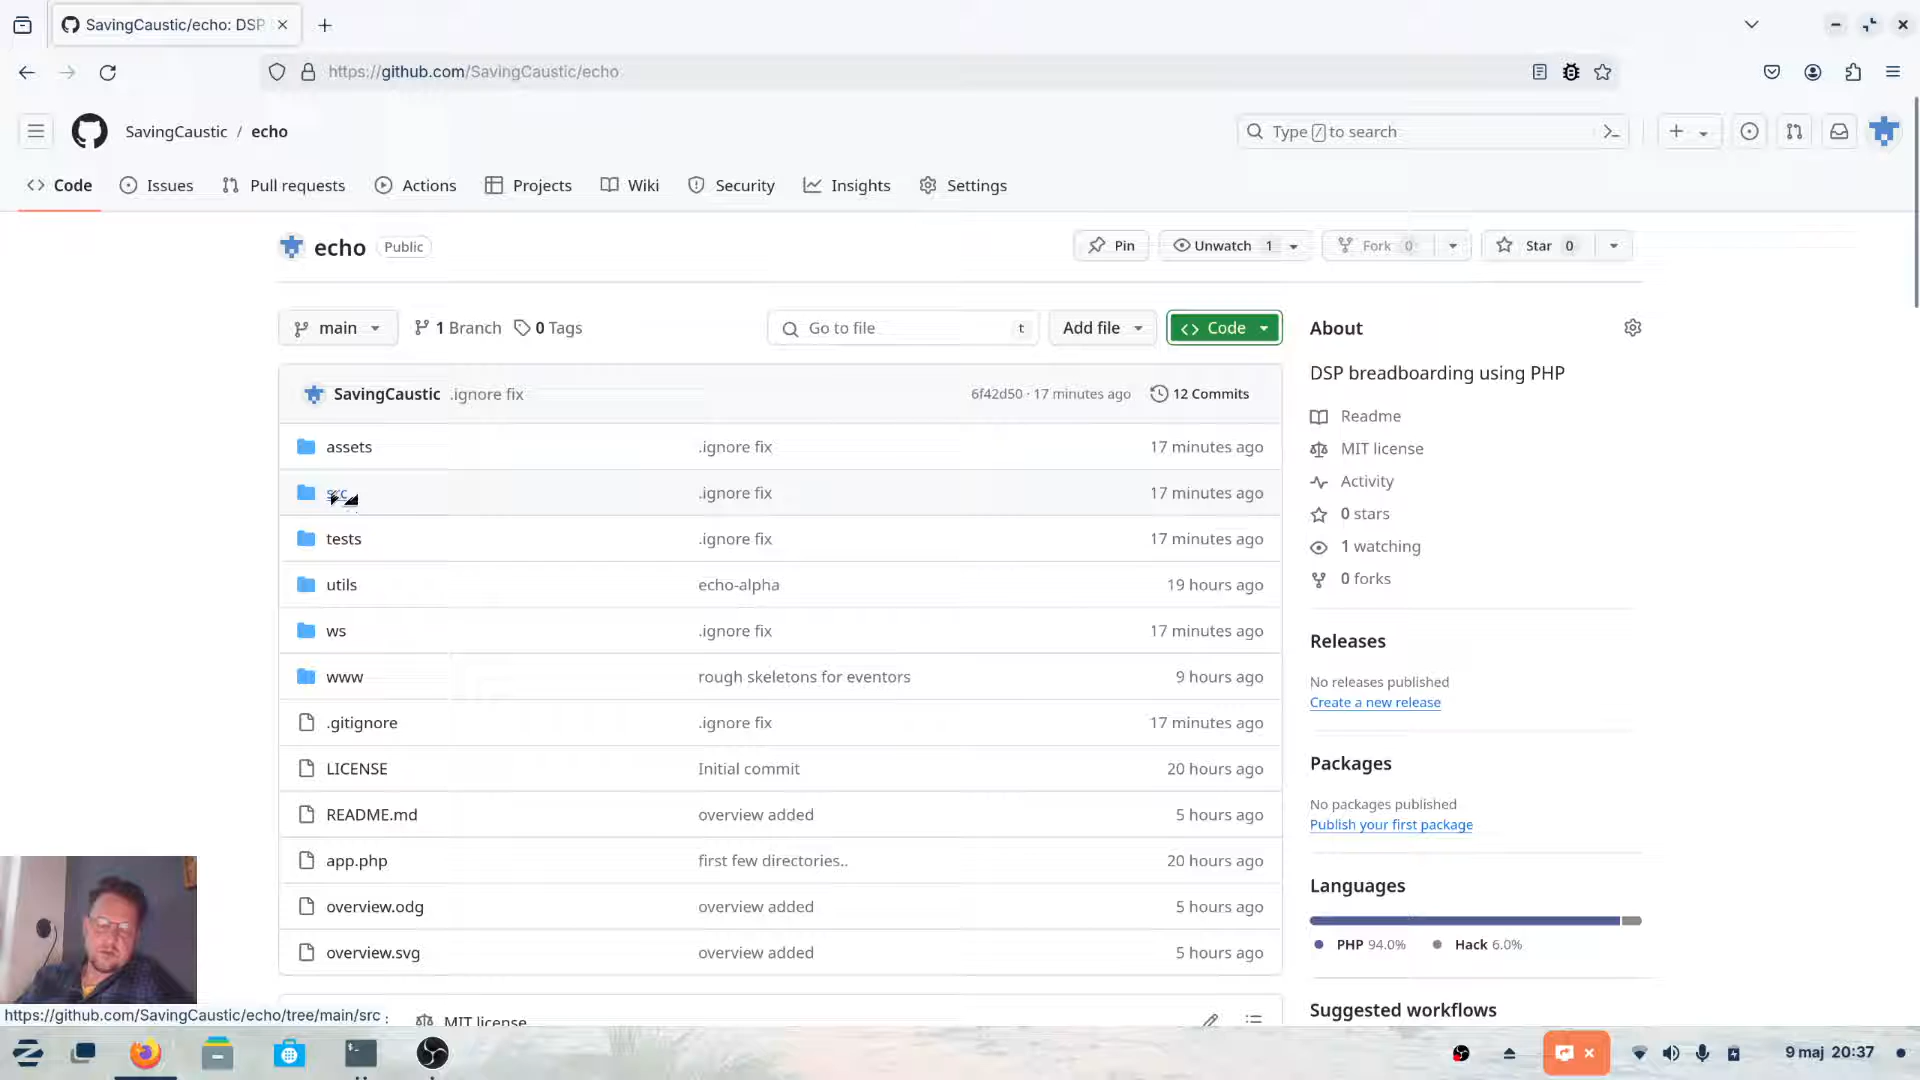 SavingCaustic/echo: DSP
https://github.com/SavingCaustic/echo
SavingCaustic / echo
Type / to search
Code
Issues
Pull requests
Actions
Projects
Wiki
Security
Insights
Settings
echo
Public
Pin
Unwatch 1
Fork 0
Star 0
main
1 Branch
0 Tags
Go to file t
Add file
Code
SavingCaustic .ignore fix 6f42d50 · 17 minutes ago 12 Commits
assets .ignore fix 17 minutes ago
src .ignore fix 17 minutes ago
tests .ignore fix 17 minutes ago
utils echo-alpha 19 hours ago
ws .ignore fix 17 minutes ago
www rough skeletons for eventors 9 hours ago
.gitignore .ignore fix 17 minutes ago
LICENSE Initial commit 20 hours ago
README.md overview added 5 hours ago
app.php first few directories.. 20 hours ago
overview.odg overview added 5 hours ago
overview.svg overview added 5 hours ago
MIT license
About
DSP breadboarding using PHP
Readme
MIT license
Activity
0 stars
1 watching
0 forks
Releases
No releases published
Create a new release
Packages
No packages published
Publish your first package
Languages
PHP 94.0% Hack 6.0%
Suggested workflows
https://github.com/SavingCaustic/echo/tree/main/src
9 maj 20:37